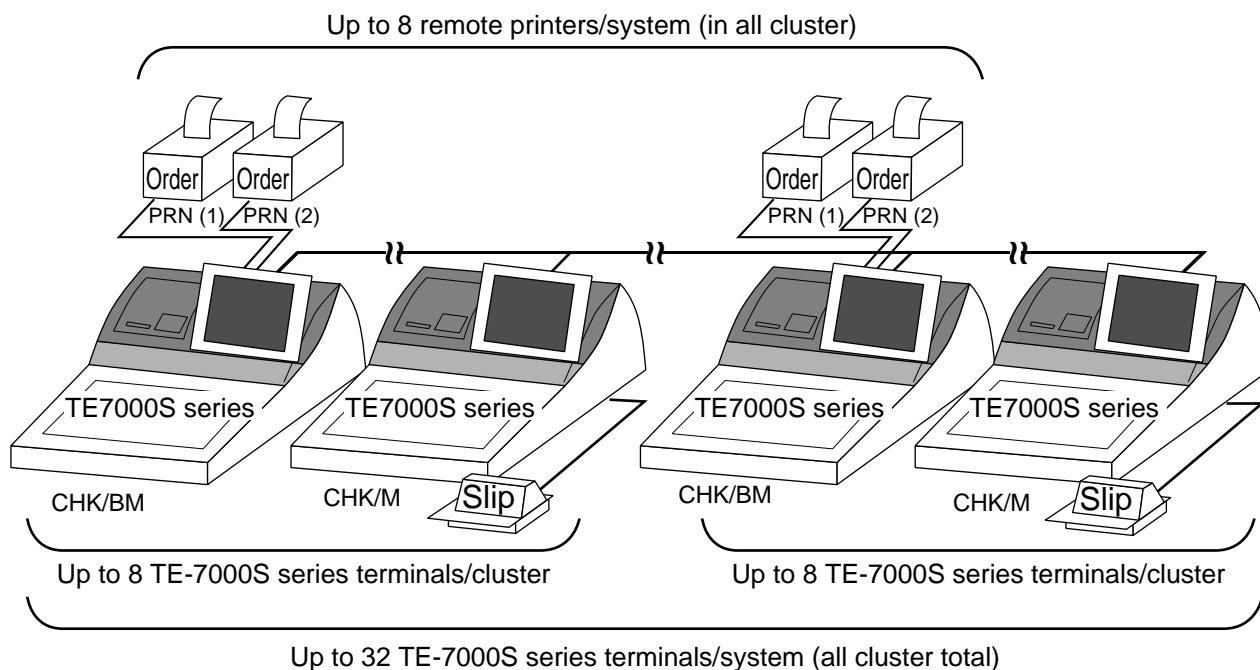 Up to 8 remote printers/system (in all cluster)
Order Order Order Order
PRN (1) PRN (2) PRN (1) PRN (2)
TE7000S series TE7000S series TE7000S series TE7000S series
CHK/BM CHK/M Slip CHK/BM CHK/M Slip
Up to 8 TE-7000S series terminals/cluster Up to 8 TE-7000S series terminals/cluster
Up to 32 TE-7000S series terminals/system (all cluster total)